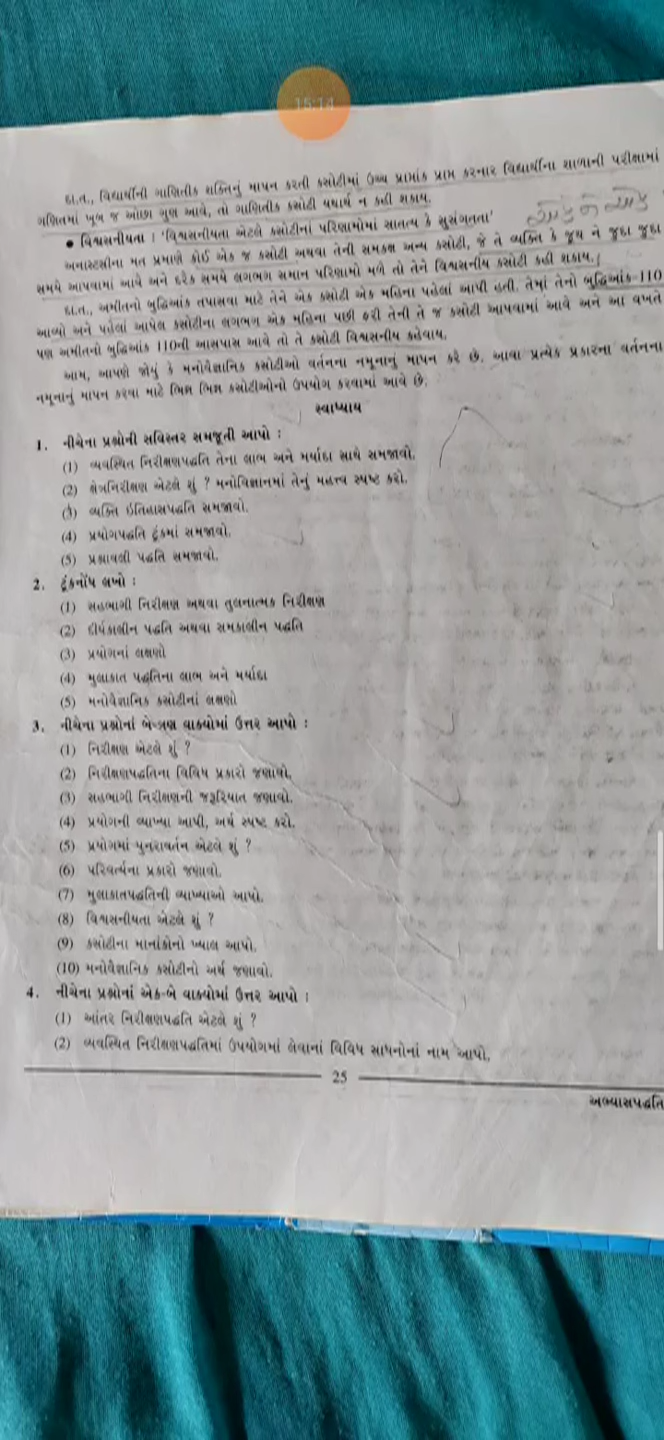 15:14
દા.ત., વિદ્યાર્થીની ગાણિતીક શક્તિનું માપન કરતી કસોટીમાં ઉચ્ચ પ્રાપ્તાંક પ્રાપ્ત કરનાર વિદ્યાર્થીના શાળાની પરીક્ષામાં
ગણિતમાં ખૂબ જ ઓછા ગુણ આવે, તો ગાણિતીક કસોટી યથાર્થ ન કહી શકાય.
● વિશ્વસનીયતા : 'વિશ્વસનીયતા એટલે કસોટીનાં પરિણામોમાં સાતત્ય કે સુસંગતતા'
અનાસ્ટસીના મત પ્રમાણે કોઈ એક જ કસોટી અથવા તેની સમકક્ષ અન્ય કસોટી, જે તે વ્યક્તિ કે જૂથ ને જુદા જુદા
સમયે આપવામાં આવે અને દરેક સમયે લગભગ સમાન પરિણામો મળે તો તેને વિશ્વસનીય કસોટી કહી શકાય.
દા.ત., અમીતનો બુદ્ધિઆંક તપાસવા માટે તેને એક કસોટી એક મહિના પહેલાં આપી હતી. તેમાં તેનો બુદ્ધિઆંક-110
આવ્યો અને પહેલાં આપેલ કસોટીના લગભગ એક મહિના પછી ફરી તેની તે જ કસોટી આપવામાં આવે અને આ વખતે
પણ અમીતનો બુદ્ધિઆંક 110ની આસપાસ આવે તો તે કસોટી વિશ્વસનીય કહેવાય.
આમ, આપણે જોયું કે મનોવૈજ્ઞાનિક કસોટીઓ વર્તનના નમૂનાનું માપન કરે છે. આવા પ્રત્યેક પ્રકારના વર્તનના
નમૂનાનું માપન કરવા માટે ભિન્ન ભિન્ન કસોટીઓનો ઉપયોગ કરવામાં આવે છે.
સ્વાધ્યાય
1. નીચેના પ્રશ્નોની સવિસ્તર સમજૂતી આપો :
(1) વ્યવસ્થિત નિરીક્ષણપદ્ધતિ તેના લાભ અને મર્યાદા સાથે સમજાવો.
(2) ક્ષેત્રનિરીક્ષણ એટલે શું ? મનોવિજ્ઞાનમાં તેનું મહત્ત્વ સ્પષ્ટ કરો.
(3) વ્યક્તિ ઇતિહાસપદ્ધતિ સમજાવો.
(4) પ્રયોગપદ્ધતિ ટૂંકમાં સમજાવો.
(5) પ્રશ્નાવલી પદ્ધતિ સમજાવો.
2. ટૂંકનોંધ લખો :
(1) સહભાગી નિરીક્ષણ અથવા તુલનાત્મક નિરીક્ષણ
(2) દીર્ઘકાલીન પદ્ધતિ અથવા સમકાલીન પદ્ધતિ
(3) પ્રયોગનાં લક્ષણો
(4) મુલાકાત પદ્ધતિના લાભ અને મર્યાદા
(5) મનોવૈજ્ઞાનિક કસોટીનાં લક્ષણો
3. નીચેના પ્રશ્નોનાં બે-ત્રણ વાક્યોમાં ઉત્તર આપો :
(1) નિરીક્ષણ એટલે શું ?
(2) નિરીક્ષણપદ્ધતિના વિવિધ પ્રકારો જણાવો.
(3) સહભાગી નિરીક્ષણની જરૂરિયાત જણાવો.
(4) પ્રયોગની વ્યાખ્યા આપી, અર્થ સ્પષ્ટ કરો.
(5) પ્રયોગમાં પુનરાવર્તન એટલે શું ?
(6) પરિવર્ત્યના પ્રકારો જણાવો.
(7) મુલાકાતપદ્ધતિની વ્યાખ્યાઓ આપો.
(8) વિશ્વસનીયતા એટલે શું ?
(9) કસોટીના માનાંકોનો ખ્યાલ આપો.
(10) મનોવૈજ્ઞાનિક કસોટીનો અર્થ જણાવો.
4. નીચેના પ્રશ્નોનાં એક-બે વાક્યોમાં ઉત્તર આપો :
(1) આંતર નિરીક્ષણપદ્ધતિ એટલે શું ?
(2) વ્યવસ્થિત નિરીક્ષણપદ્ધતિમાં ઉપયોગમાં લેવાનાં વિવિધ સાધનોનાં નામ આપો.
25
અભ્યાસપદ્ધતિ